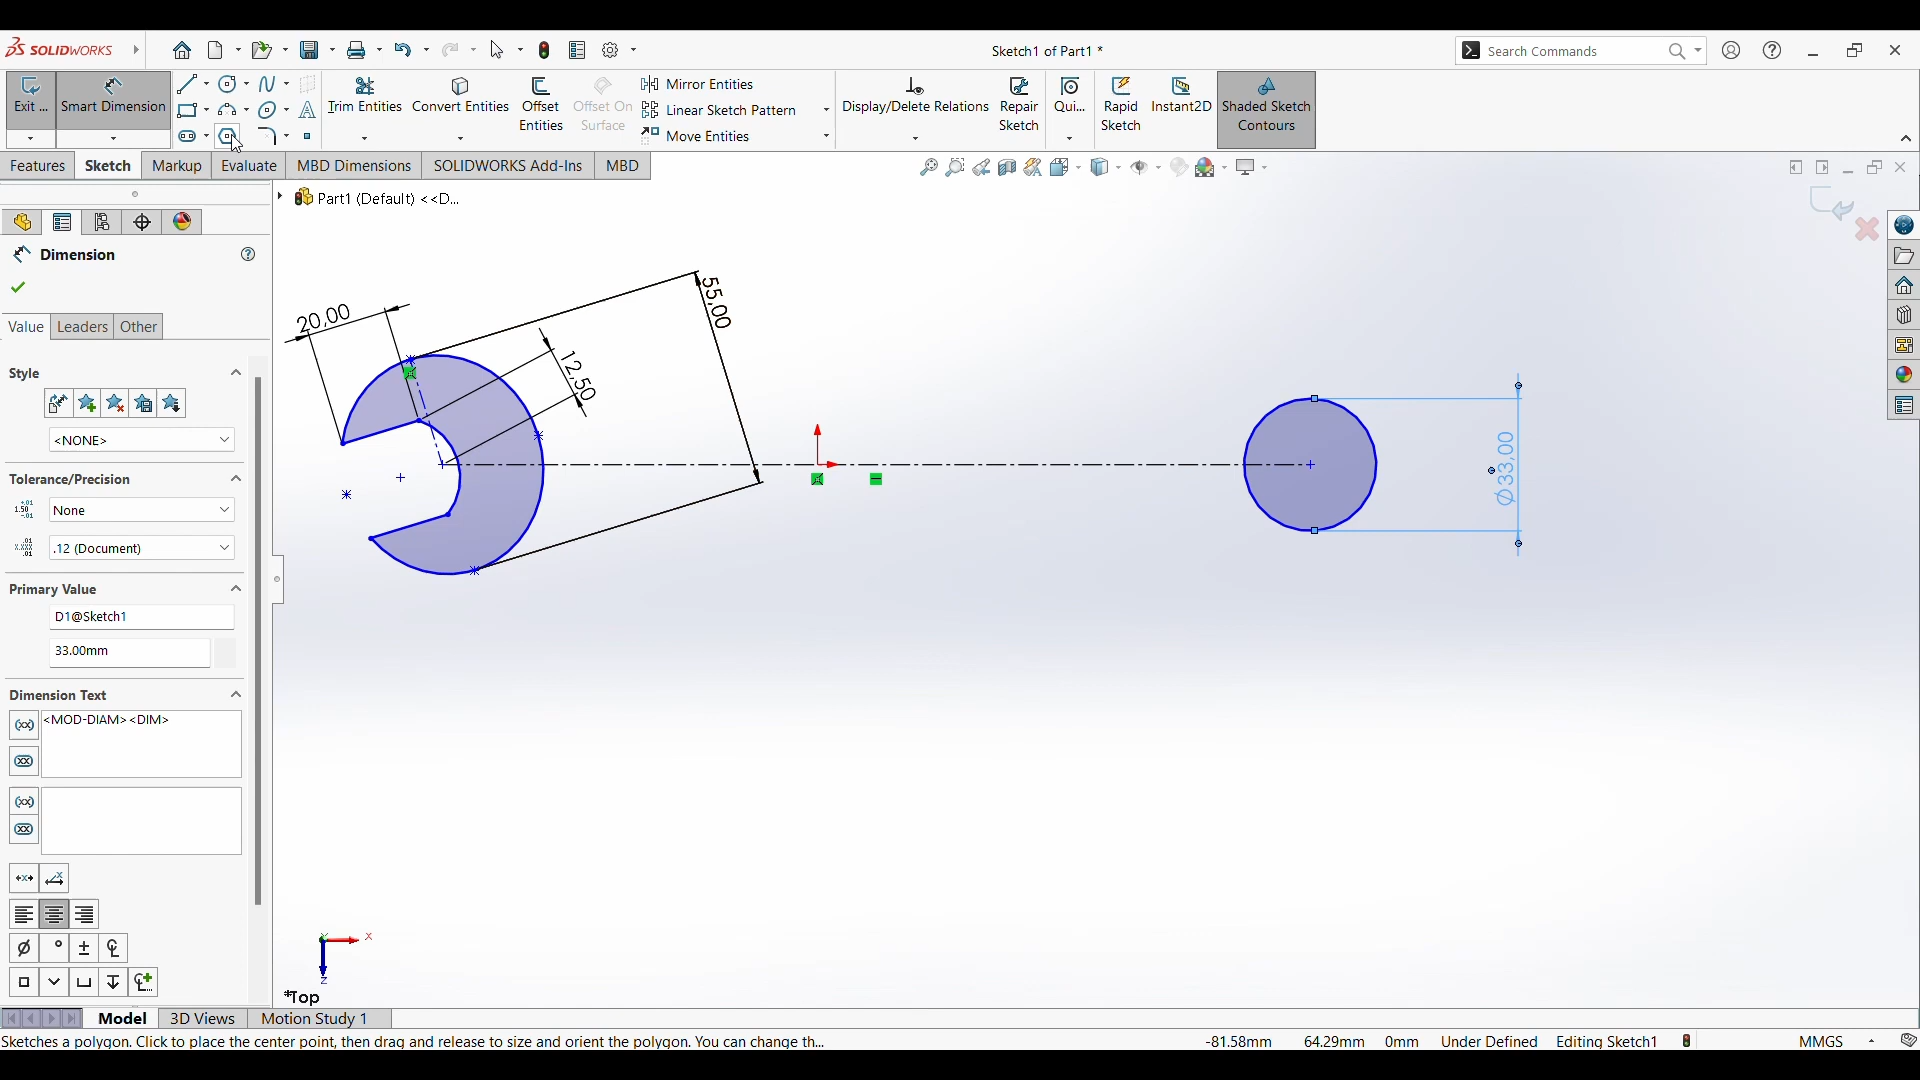 SOLIDWORKS
Sketch1 of Part1 *
Search Commands
Exit ...
Smart Dimension
Trim Entities
Convert Entities
Offset Entities
Offset On Surface
Mirror Entities
Linear Sketch Pattern
Move Entities
Display/Delete Relations
Repair Sketch
Qui...
Rapid Sketch
Instant2D
Shaded Sketch Contours
Features
Sketch
Markup
Evaluate
MBD Dimensions
SOLIDWORKS Add-Ins
MBD
Part1 (Default) <<D...
Dimension
Value
Leaders
Other
Style
<NONE>
Tolerance/Precision
None
.12 (Document)
Primary Value
D1@Sketch1
33.00mm
Dimension Text
<MOD-DIAM><DIM>
20,00
12,50
55,00
Ø33,00
X
Y
Z
*Top
Model
3D Views
Motion Study 1
Sketches a polygon. Click to place the center point, then drag and release to size and orient the polygon. You can change th...
-81.58mm
64.29mm
0mm
Under Defined
Editing Sketch1
MMGS